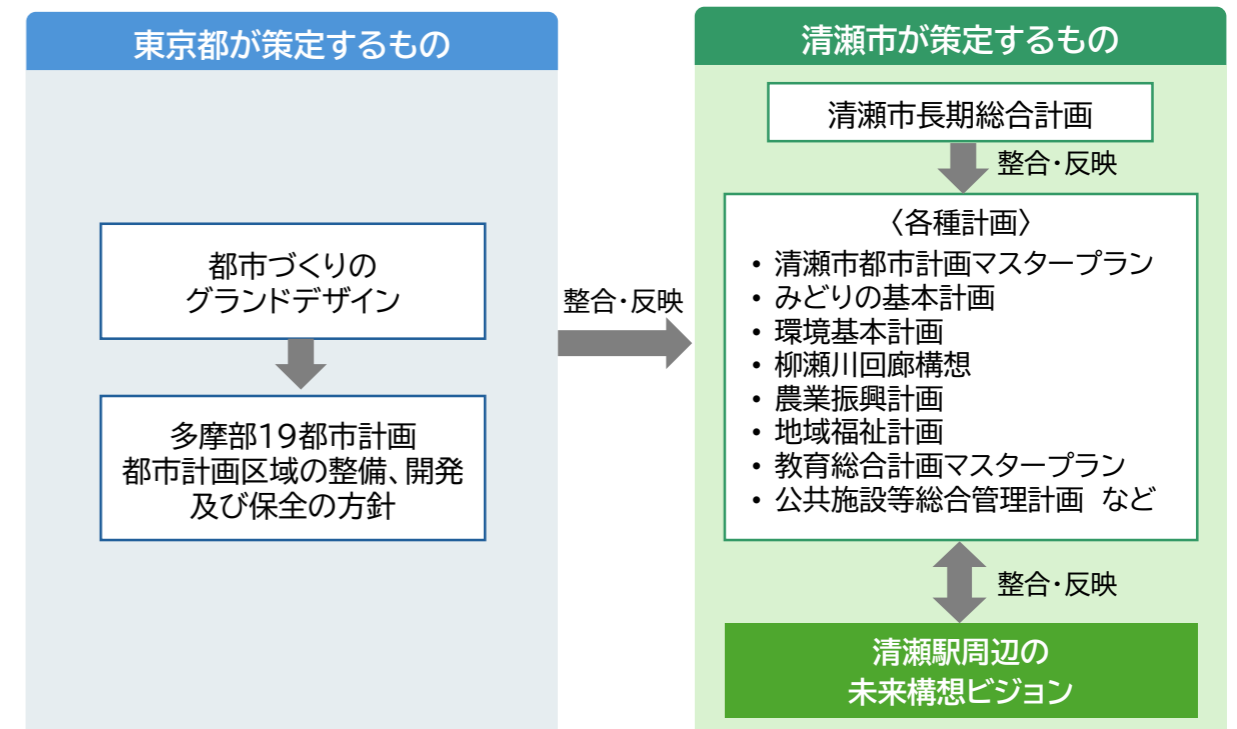 東京都が策定するもの
都市づくりの
グランドデザイン
多摩部19都市計画
都市計画区域の整備、開発
及び保全の方針
整合・反映
清瀬市が策定するもの
清瀬市長期総合計画
整合・反映
〈各種計画〉
• 清瀬市都市計画マスタープラン
• みどりの基本計画
• 環境基本計画
• 柳瀬川回廊構想
• 農業振興計画
• 地域福祉計画
• 教育総合計画マスタープラン
• 公共施設等総合管理計画 など
整合・反映
清瀬駅周辺の
未来構想ビジョン